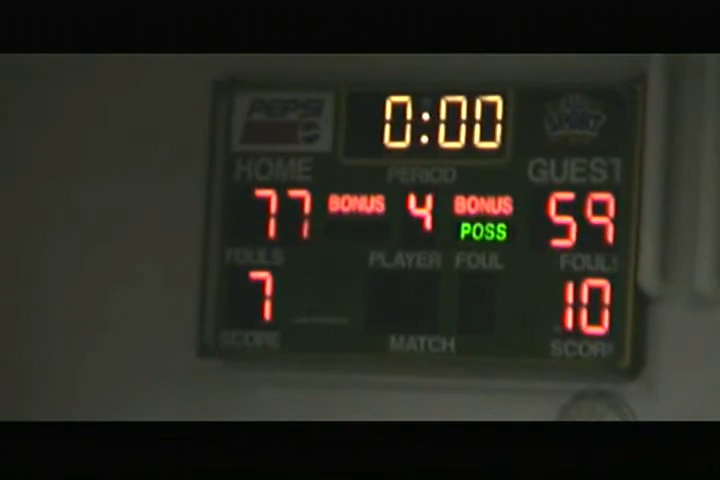 PEPSI 0:00
HOME PERIOD GUEST
77 BONUS 4 BONUS 59
POSS
FOULS PLAYER FOUL FOULS
7 10
SCORE MATCH SCORE